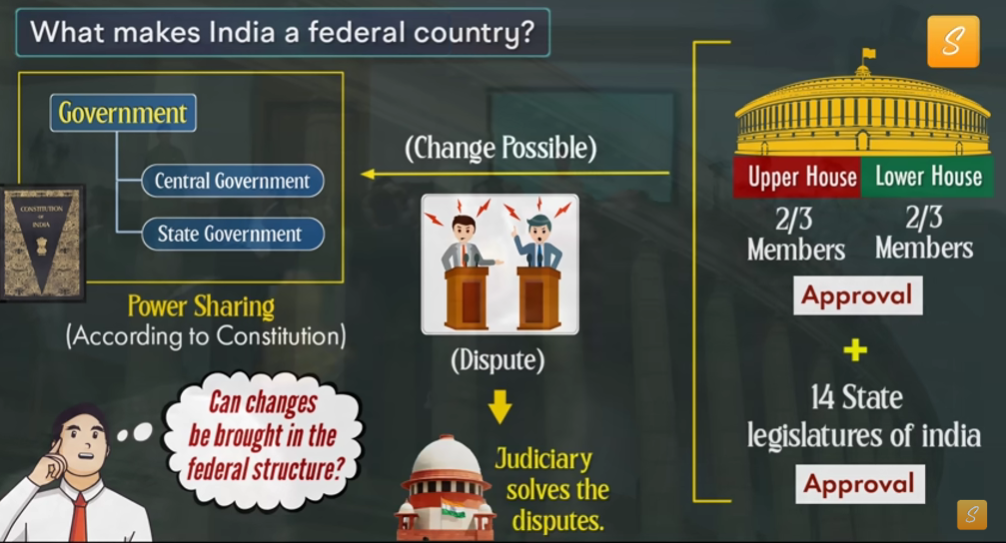 What makes India a federal country?
S
Government
Central Government
State Government
CONSTITUTION
OF
INDIA
Power Sharing
(According to Constitution)
Can changes
be brought in the
federal structure?
(Change Possible)
(Dispute)
Judiciary
solves the
disputes.
Upper House Lower House
2/3 2/3
Members Members
Approval
+
14 State
legislatures of india
Approval
S